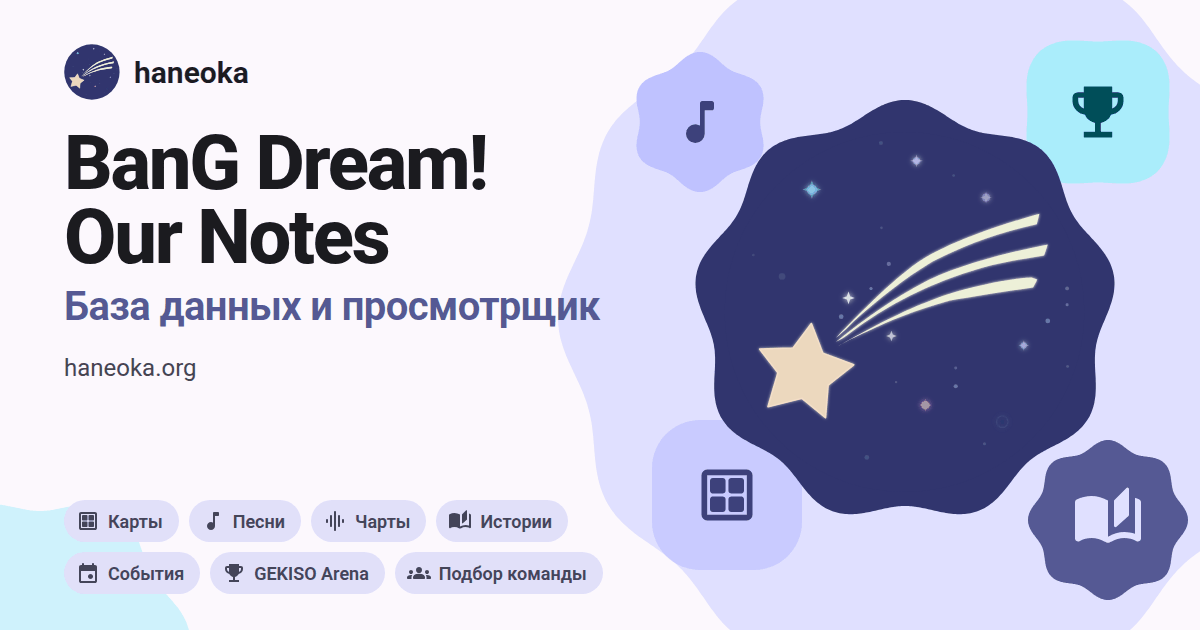 haneoka
BanG Dream!
Our Notes
База данных и просмотрщик
haneoka.org
Карты
Песни
Чарты
Истории
События
GEKISO Arena
Подбор команды